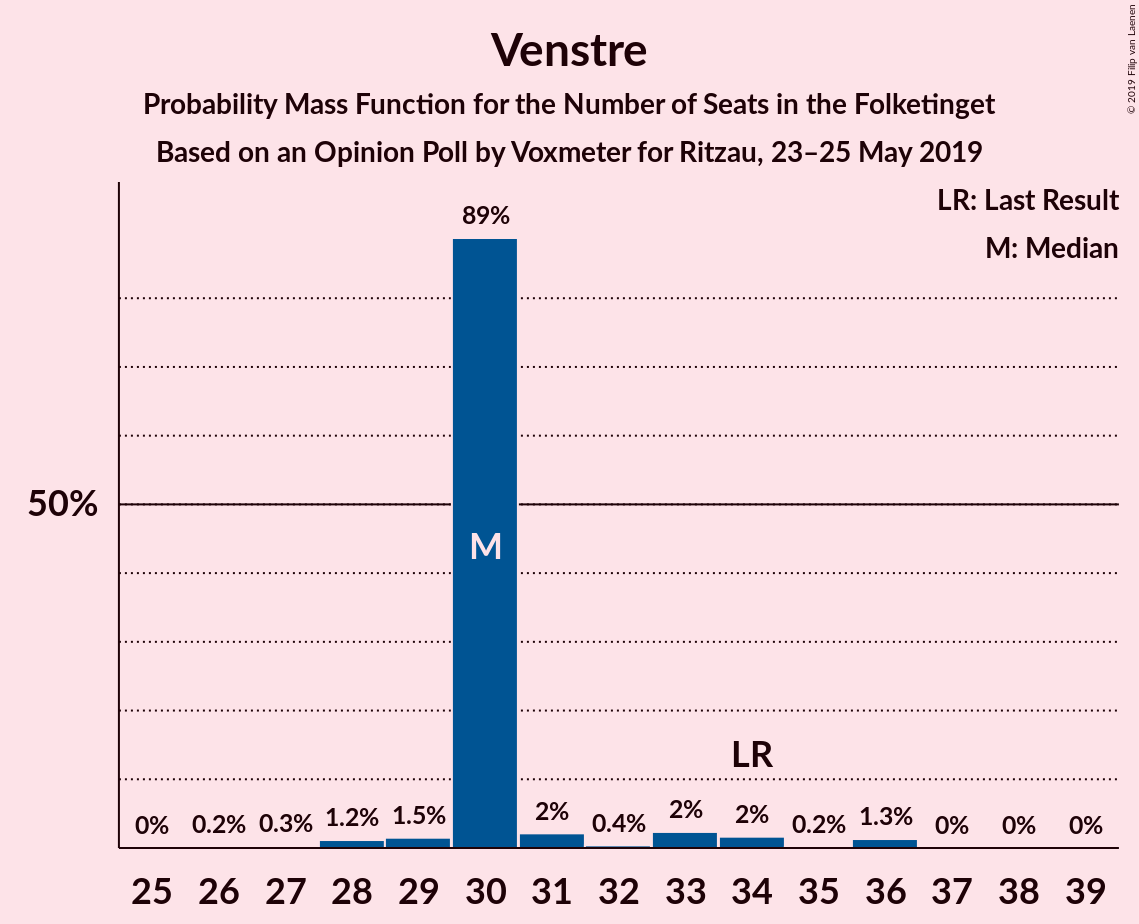 © 2019 Filip van Laenen
Venstre
Probability Mass Function for the Number of Seats in the Folketinget
Based on an Opinion Poll by Voxmeter for Ritzau, 23–25 May 2019
LR: Last Result
M: Median
89%
50%
M
LR
0% 0.2% 0.3% 1.2% 1.5% 2% 0.4% 2% 2% 0.2% 1.3% 0% 0% 0%
25 26 27 28 29 30 31 32 33 34 35 36 37 38 39